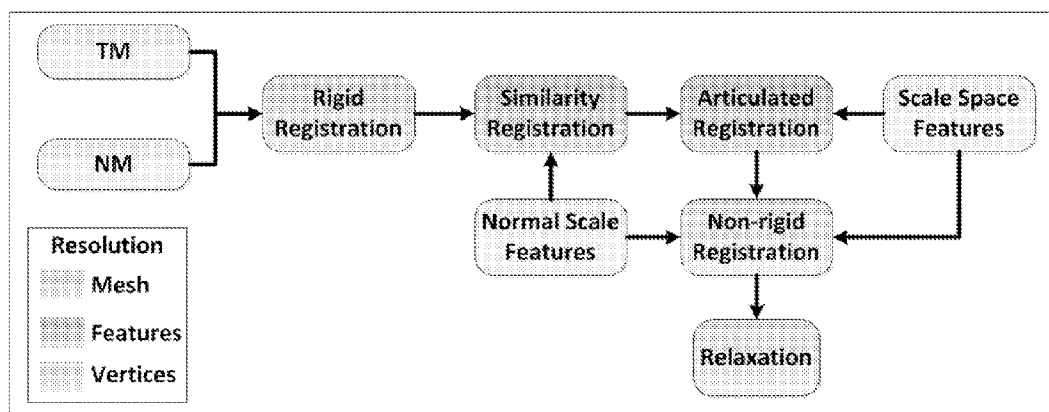 TM
NM
Rigid
Registration
Similarity
Registration
Articulated
Registration
Scale Space
Features
Normal Scale
Features
Non-rigid
Registration
Relaxation
Resolution
Mesh
Features
Vertices